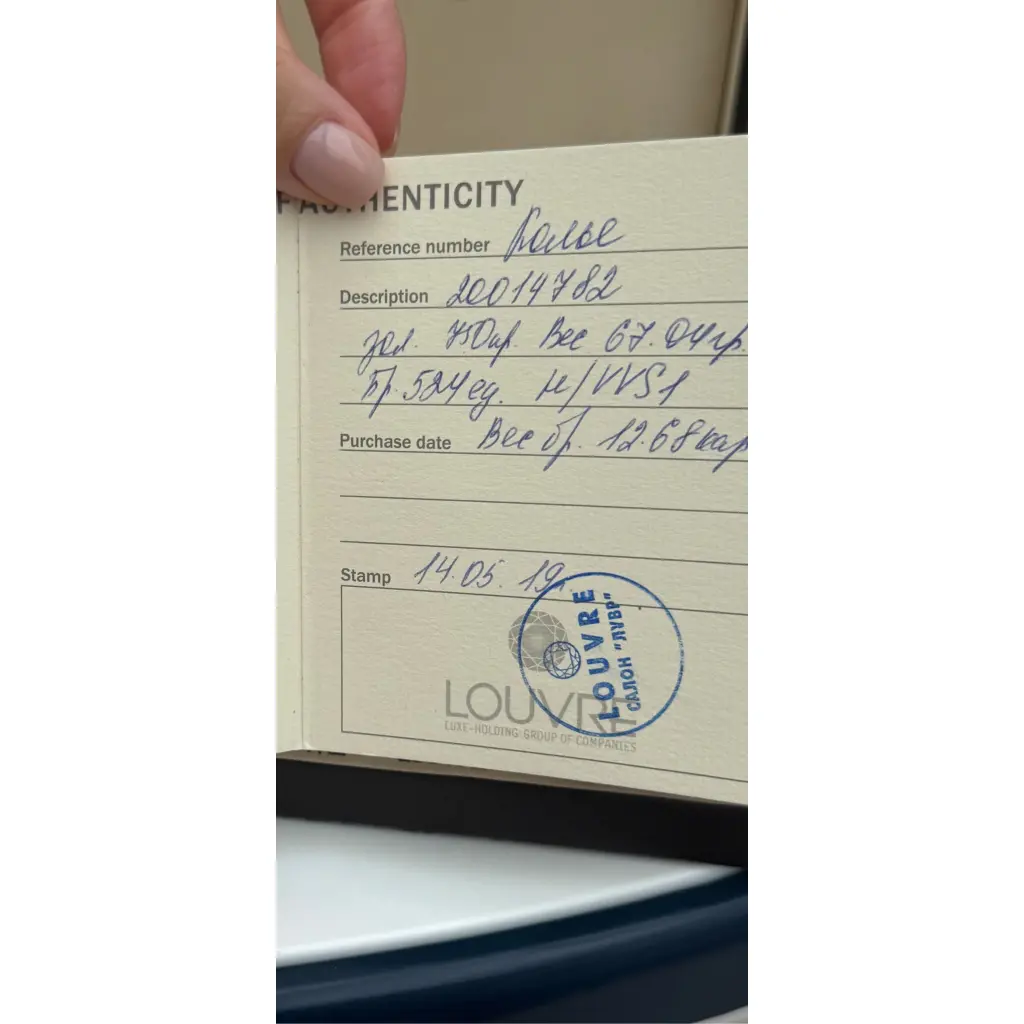 F AUTHENTICITY
Reference number Колье
Description 20014782
зол. 750пр. Вес 67.04гр.
Бр. 524ед. H/VVS1
Purchase date Вес бр. 12.68кар
Stamp 14.05.19г.
LOUVRE
САЛОН "ЛУВР"
LOUVRE
LUXE-HOLDING GROUP OF COMPANIES